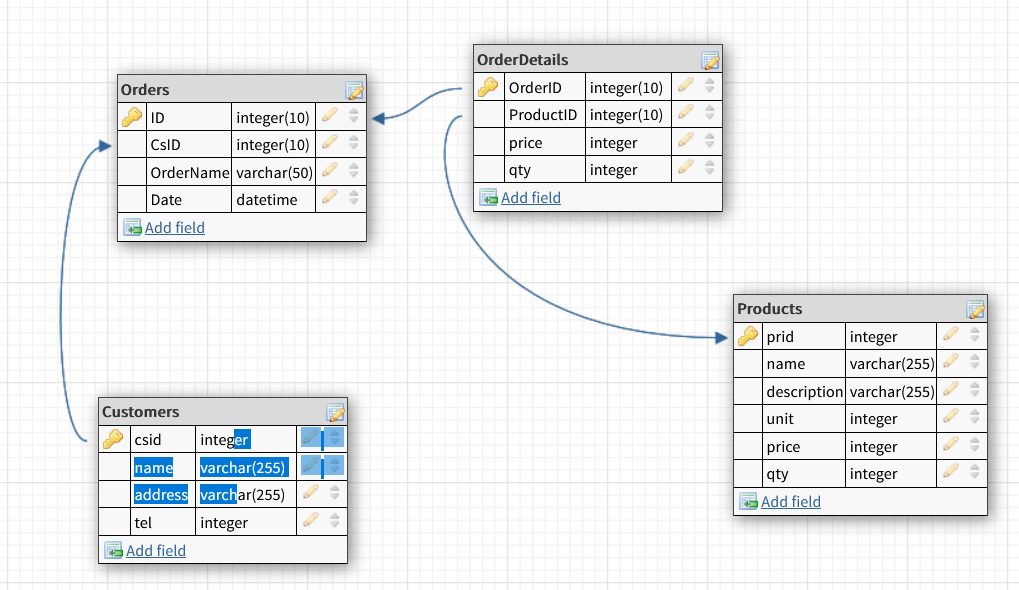 Orders
ID integer(10)
CsID integer(10)
OrderName varchar(50)
Date datetime
Add field
OrderDetails
OrderID integer(10)
ProductID integer(10)
price integer
qty integer
Add field
Customers
csid integer
name varchar(255)
address varchar(255)
tel integer
Add field
Products
prid integer
name varchar(255)
description varchar(255)
unit integer
price integer
qty integer
Add field